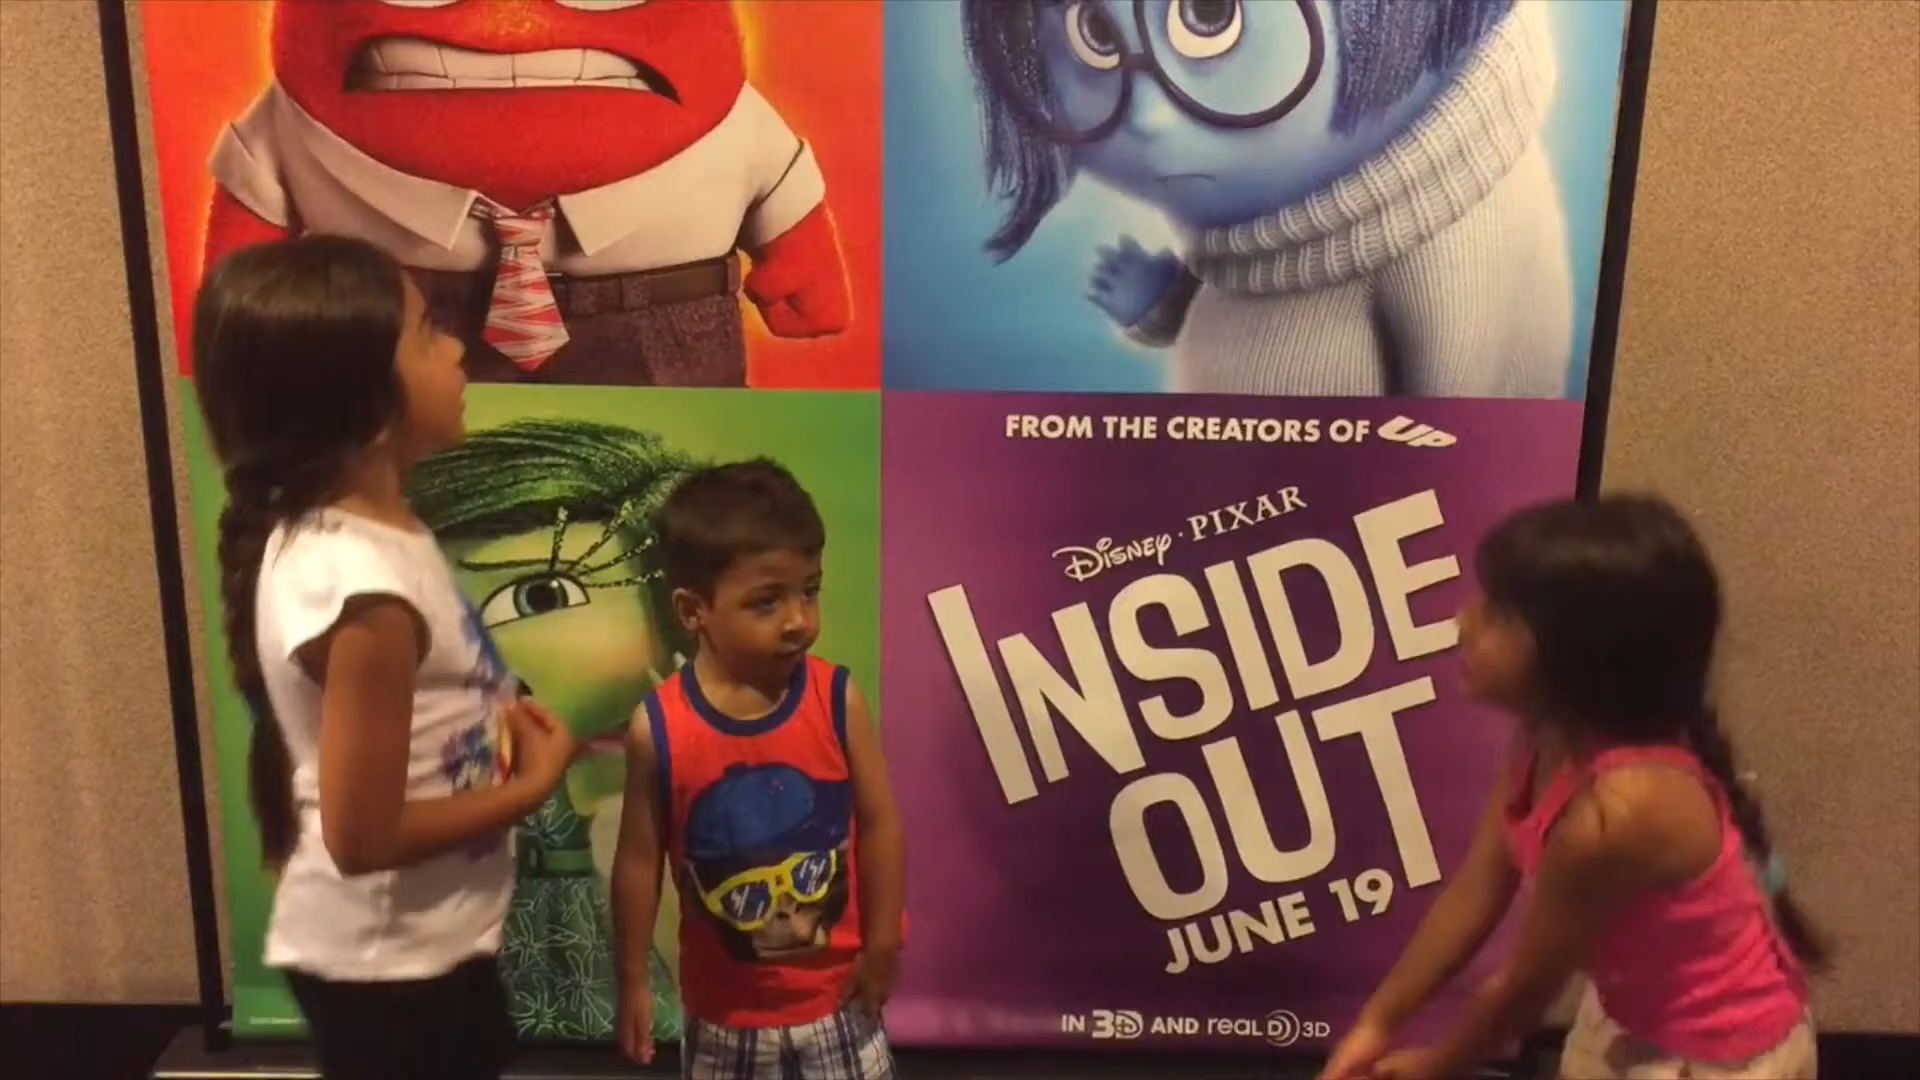 FROM THE CREATORS OF UP
DISNEY · PIXAR
INSIDE
OUT
JUNE 19
IN 3D AND REAL D 3D